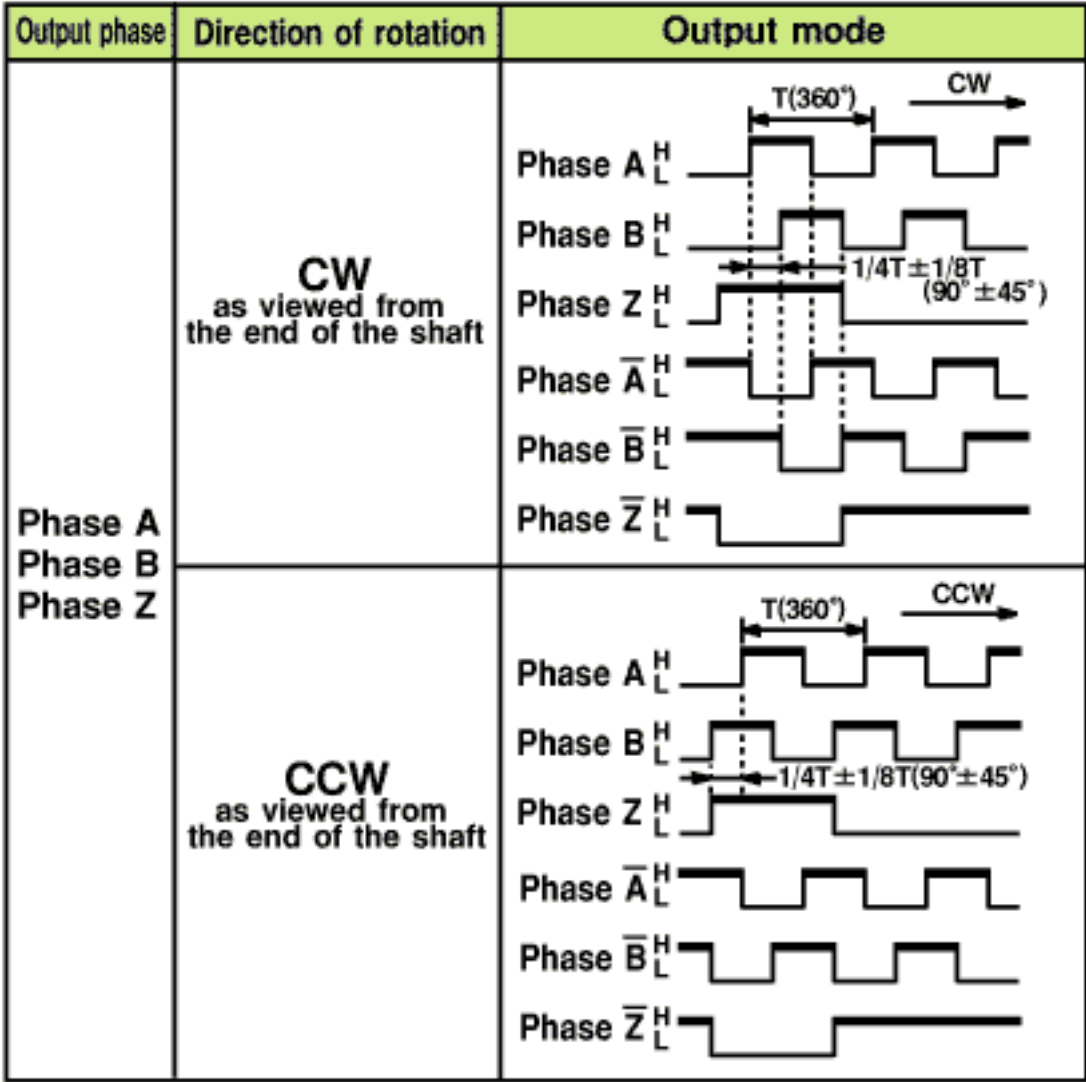 Output phase Direction of rotation Output mode
Phase A
Phase B
Phase Z
CW
as viewed from
the end of the shaft
T(360°) CW
Phase A H L
Phase B H L
1/4T±1/8T
(90°±45°)
Phase Z H L
Phase A̅ H L
Phase B̅ H L
Phase Z̅ H L
CCW
as viewed from
the end of the shaft
T(360°) CCW
Phase A H L
Phase B H L
1/4T±1/8T(90°±45°)
Phase Z H L
Phase A̅ H L
Phase B̅ H L
Phase Z̅ H L